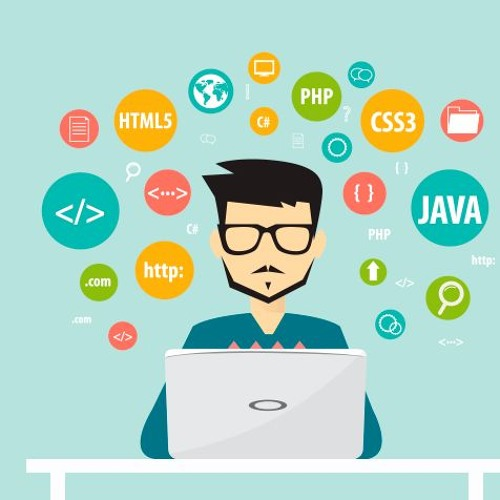 PHP
HTML5
C#
CSS3
?
{ }
<···>
{ }
</>
JAVA
C#
PHP
http:
http:
.com
</>
.com
</>
<···>